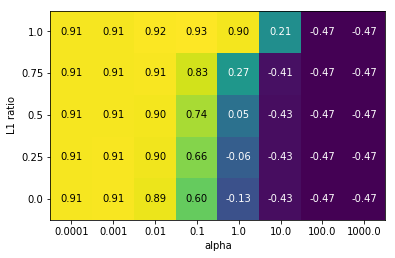 1.0 0.91 0.91 0.92 0.93 0.90 0.21 -0.47 -0.47
0.75 0.91 0.91 0.91 0.83 0.27 -0.41 -0.47 -0.47
L1 ratio
0.5 0.91 0.91 0.90 0.74 0.05 -0.43 -0.47 -0.47
0.25 0.91 0.91 0.90 0.66 -0.06 -0.43 -0.47 -0.47
0.0 0.91 0.91 0.89 0.60 -0.13 -0.43 -0.47 -0.47
0.0001 0.001 0.01 0.1 1.0 10.0 100.0 1000.0
alpha